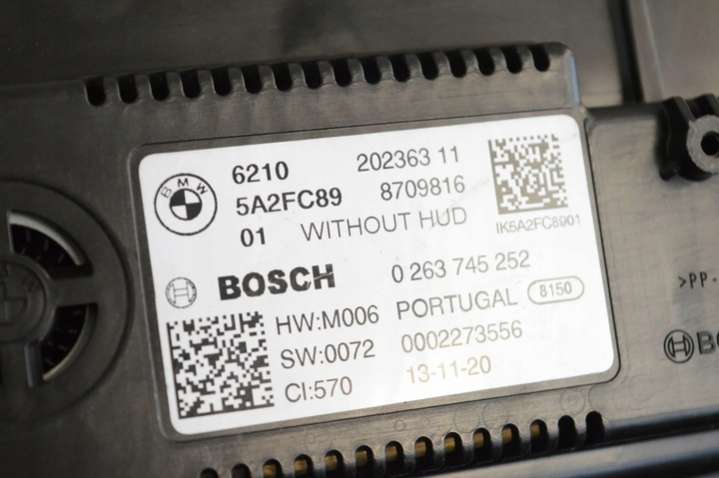 BMW
6210 202363 11
5A2FC89 8709816
01 WITHOUT HUD
IK5A2FC8901
BOSCH 0 263 745 252
HW:M006 PORTUGAL 8150
SW:0072 0002273556
CI:570 13-11-20
>PP-
BO